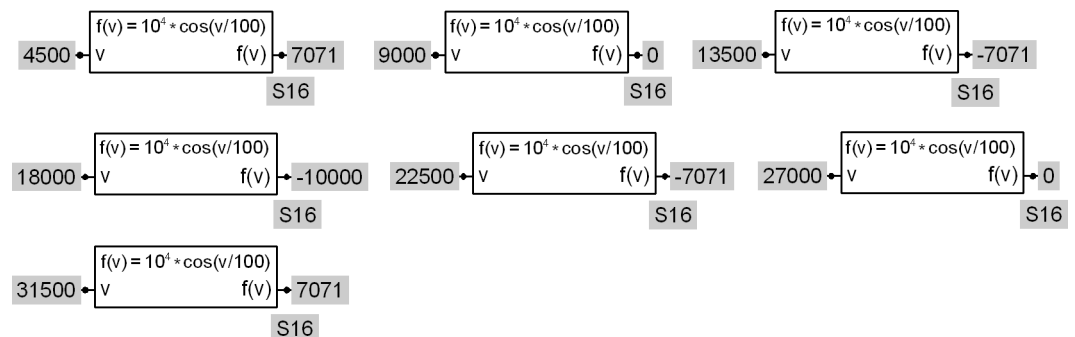 f(v) = 10⁴*cos(v/100)
4500 v f(v) 7071
S16
f(v) = 10⁴*cos(v/100)
9000 v f(v) 0
S16
f(v) = 10⁴*cos(v/100)
13500 v f(v) -7071
S16
f(v) = 10⁴*cos(v/100)
18000 v f(v) -10000
S16
f(v) = 10⁴*cos(v/100)
22500 v f(v) -7071
S16
f(v) = 10⁴*cos(v/100)
27000 v f(v) 0
S16
f(v) = 10⁴*cos(v/100)
31500 v f(v) 7071
S16